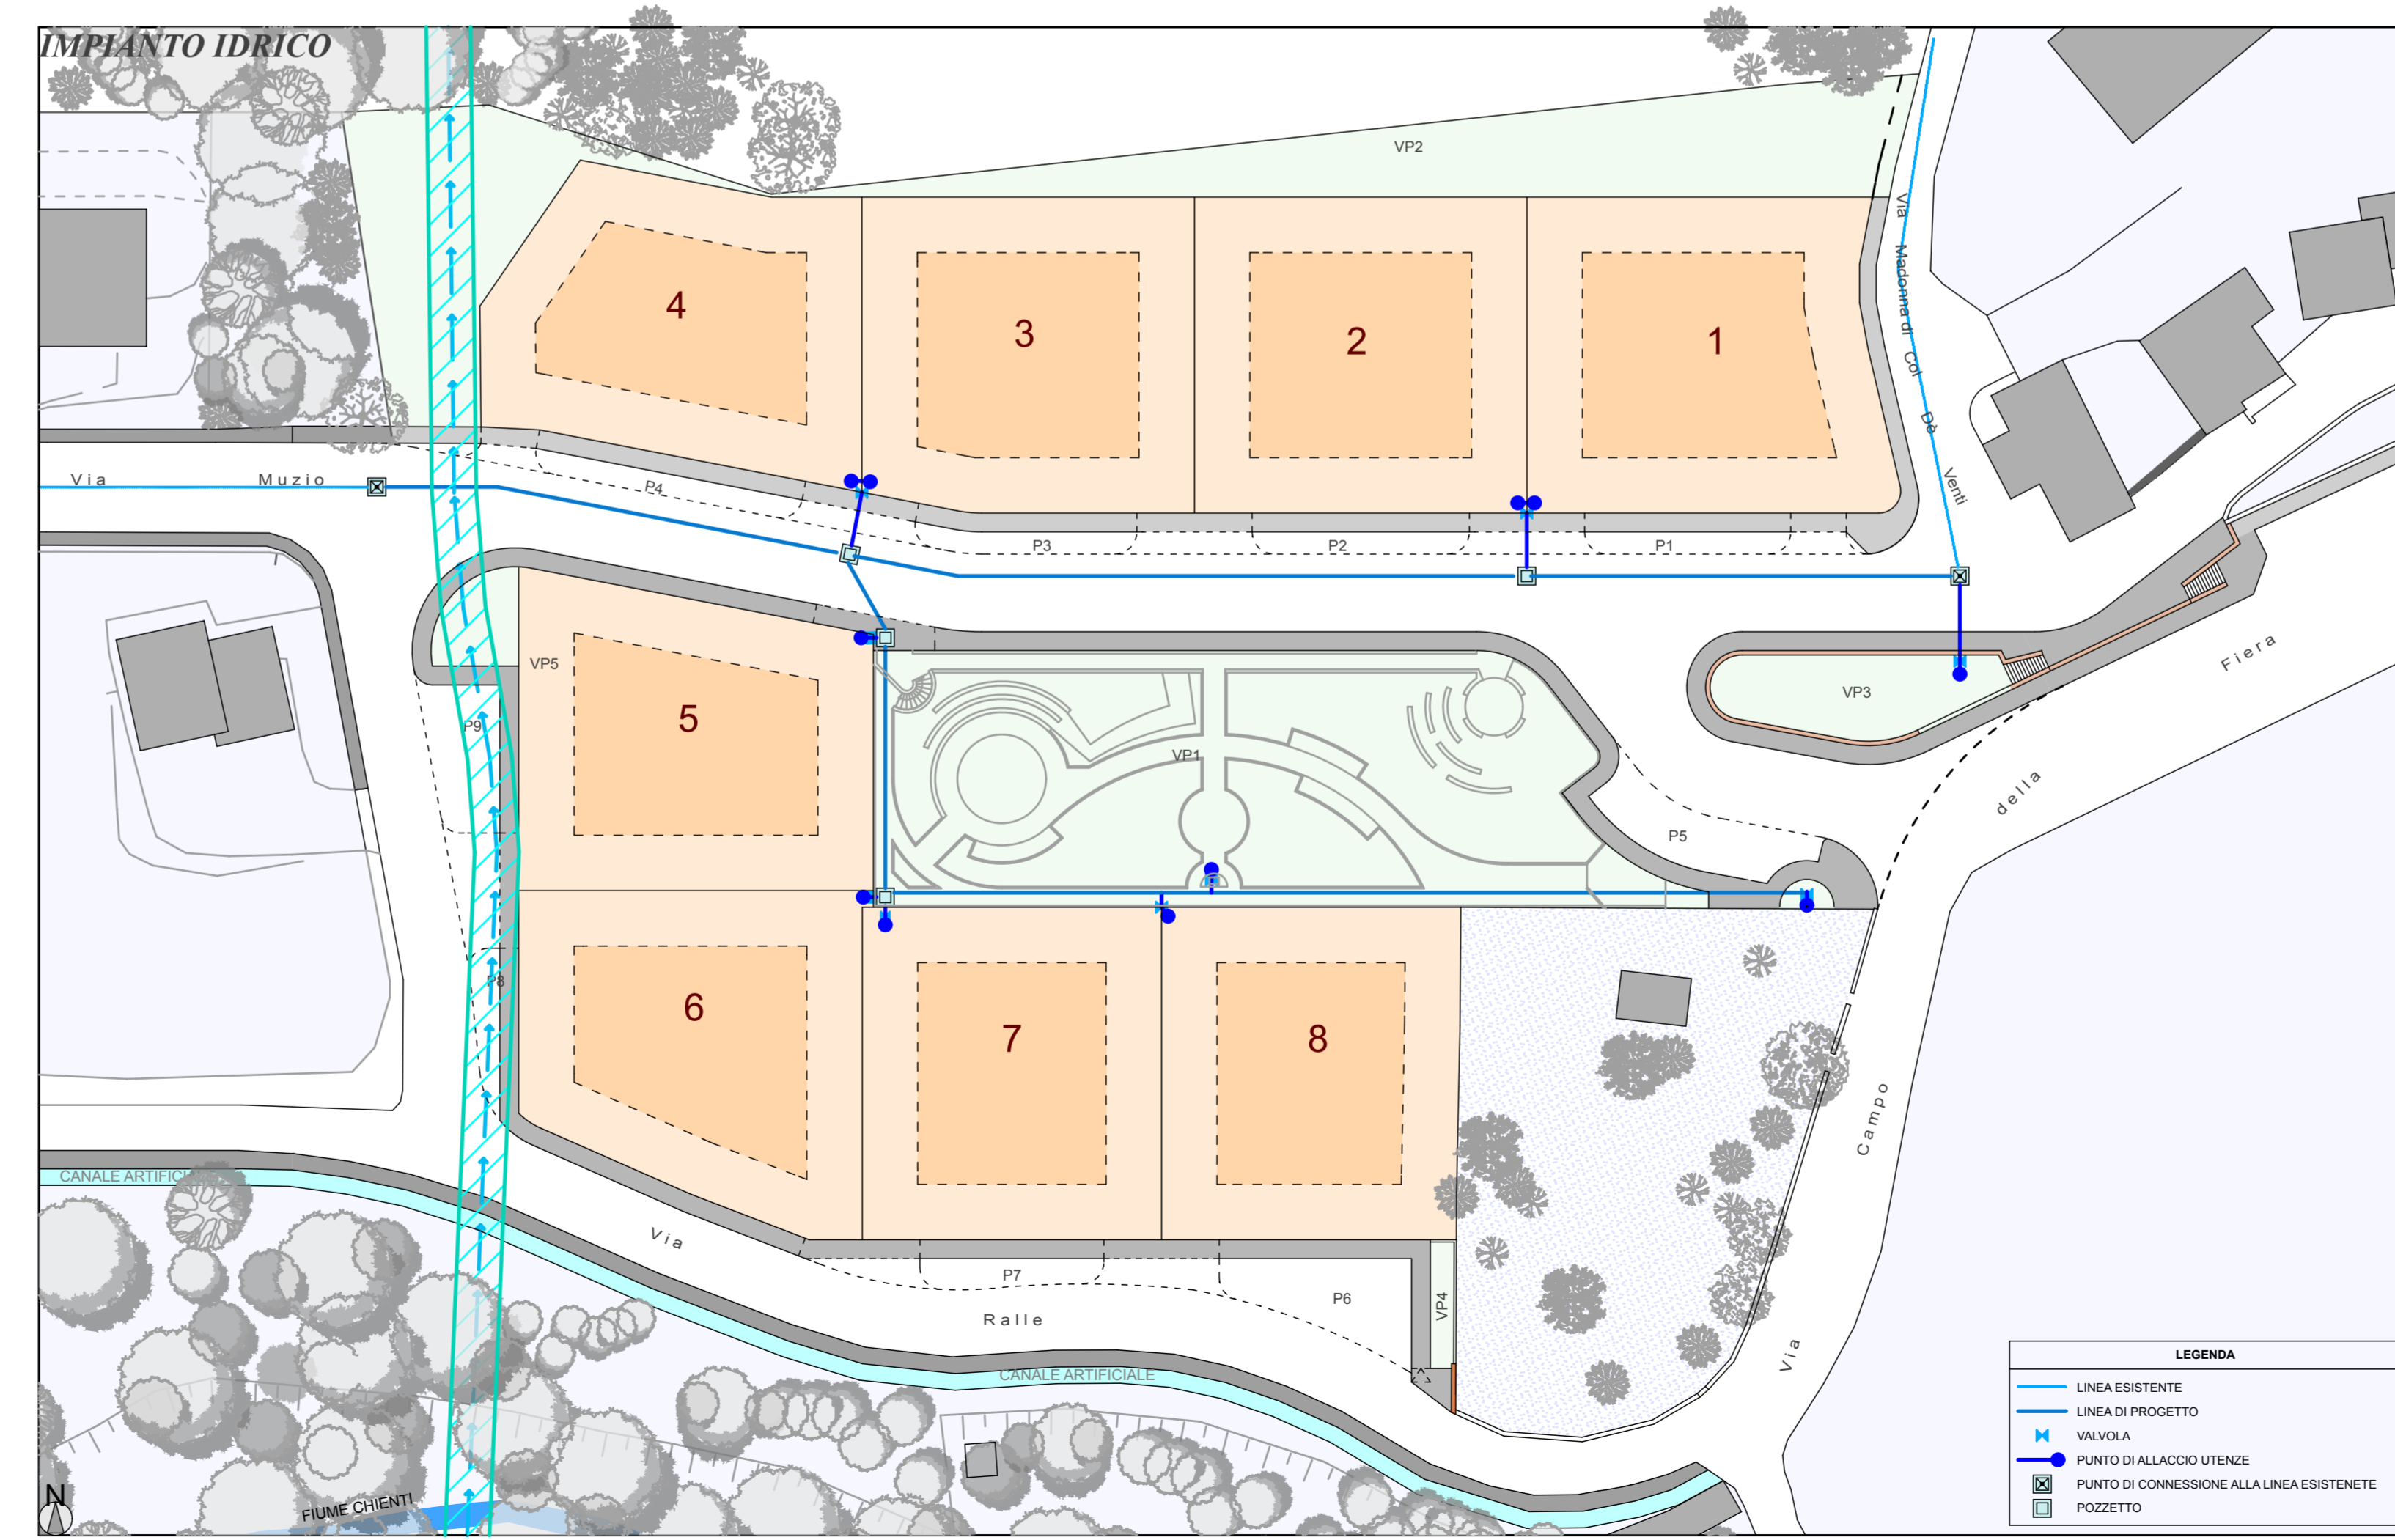 IMPIANTO IDRICO
VP2
Via
Madonna di
Col
Dè
Venti
4
3
2
1
Via Muzio
P4
P3
P2
P1
VP5
P9
5
VP1
VP3
Fiera
della
P5
P8
6
7
8
Campo
Via
CANALE ARTIFICI
Via
P7
Ralle
P6
VP4
CANALE ARTIFICIALE
FIUME CHIENTI
N
LEGENDA
LINEA ESISTENTE
LINEA DI PROGETTO
VALVOLA
PUNTO DI ALLACCIO UTENZE
PUNTO DI CONNESSIONE ALLA LINEA ESISTENETE
POZZETTO